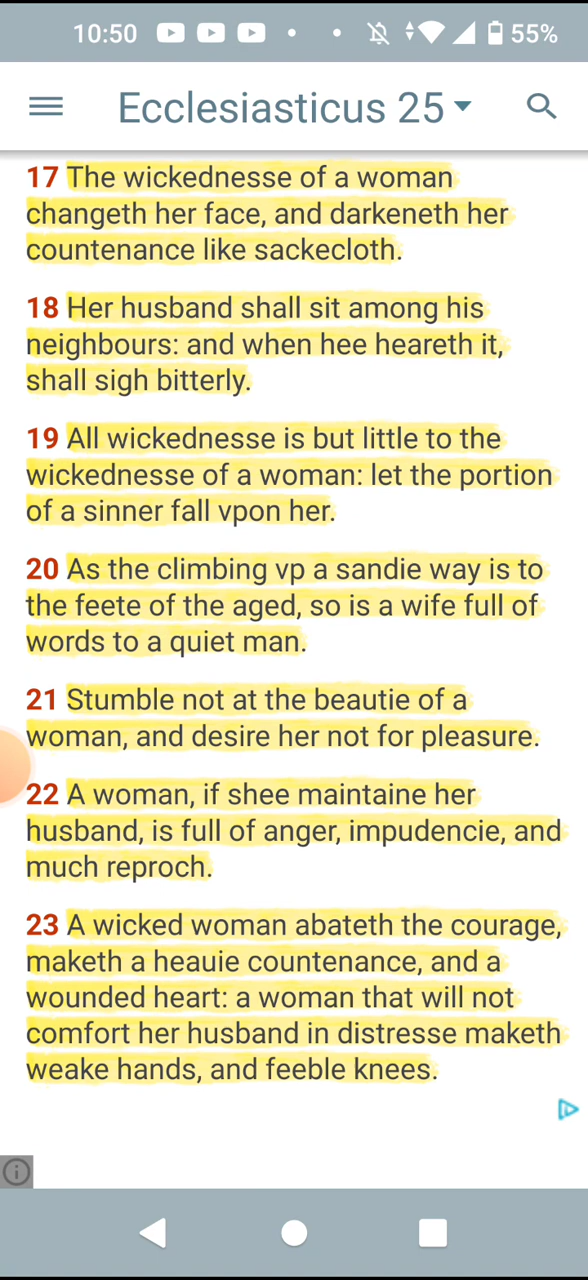 10:50 55%
Ecclesiasticus 25
17 The wickednesse of a woman
changeth her face, and darkeneth her
countenance like sackecloth.
18 Her husband shall sit among his
neighbours: and when hee heareth it,
shall sigh bitterly.
19 All wickednesse is but little to the
wickednesse of a woman: let the portion
of a sinner fall vpon her.
20 As the climbing vp a sandie way is to
the feete of the aged, so is a wife full of
words to a quiet man.
21 Stumble not at the beautie of a
woman, and desire her not for pleasure.
22 A woman, if shee maintaine her
husband, is full of anger, impudencie, and
much reproch.
23 A wicked woman abateth the courage,
maketh a heauie countenance, and a
wounded heart: a woman that will not
comfort her husband in distresse maketh
weake hands, and feeble knees.